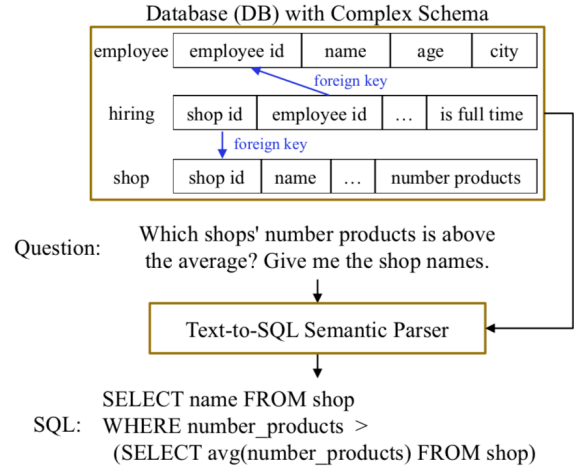 Database (DB) with Complex Schema
employee employee id name age city
foreign key
hiring shop id employee id ... is full time
foreign key
shop shop id name ... number products
Question: Which shops' number products is above
the average? Give me the shop names.
Text-to-SQL Semantic Parser
SELECT name FROM shop
SQL: WHERE number_products >
(SELECT avg(number_products) FROM shop)